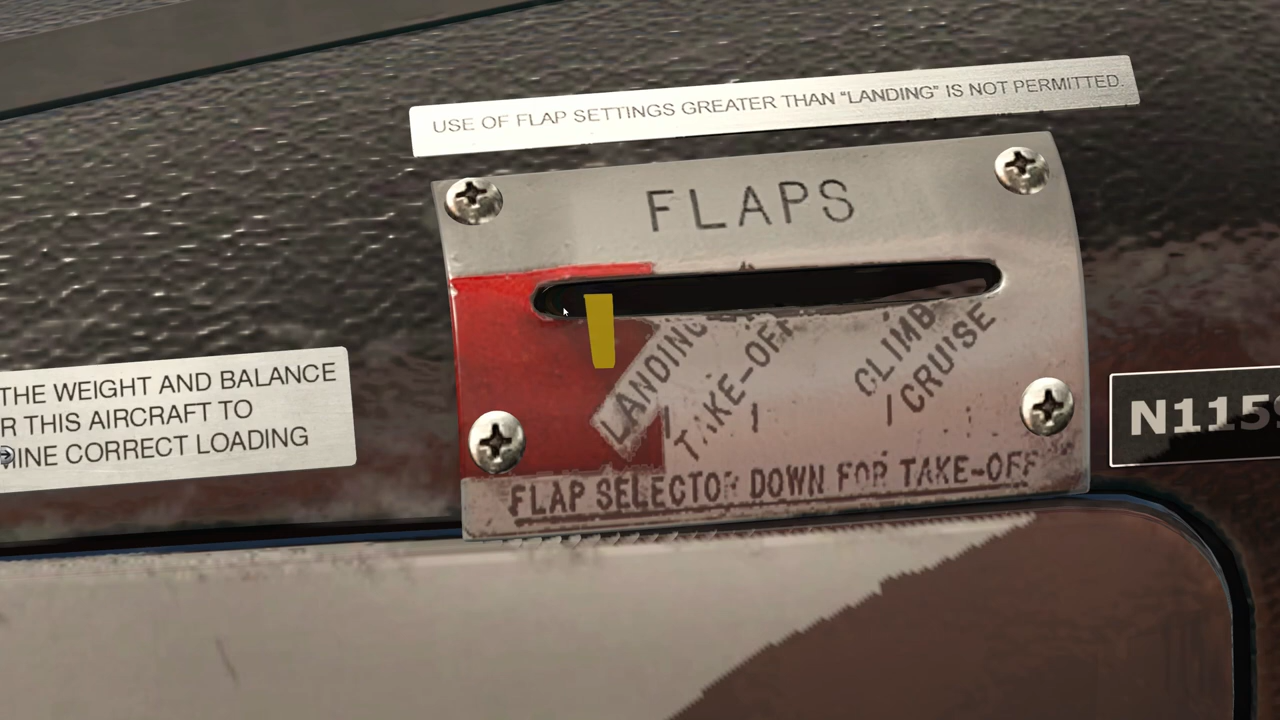 USE OF FLAP SETTINGS GREATER THAN "LANDING" IS NOT PERMITTED.
FLAPS
LANDING
TAKE-OFF
CLIMB
CRUISE
FLAP SELECTOR DOWN FOR TAKE-OFF
THE WEIGHT AND BALANCE
R THIS AIRCRAFT TO
MINE CORRECT LOADING
N115